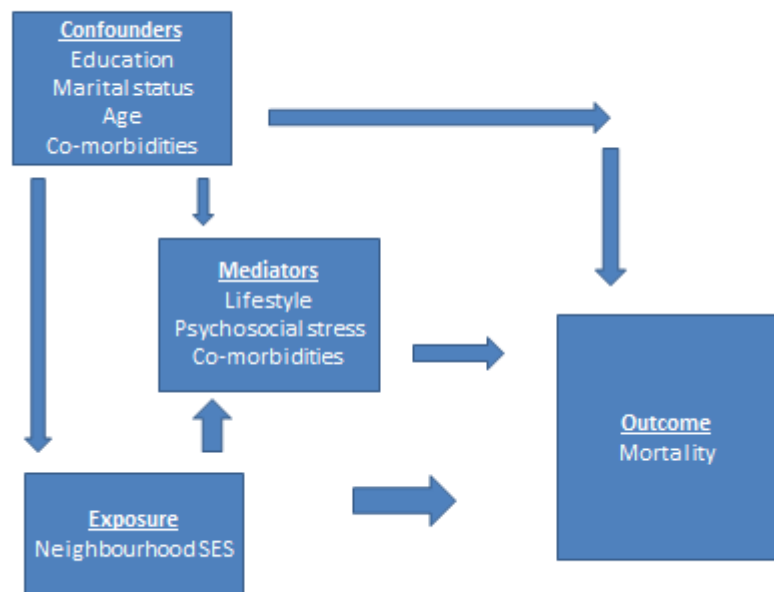 Confounders
Education
Marital status
Age
Co-morbidities
Mediators
Lifestyle
Psychosocial stress
Co-morbidities
Outcome
Mortality
Exposure
Neighbourhood SES